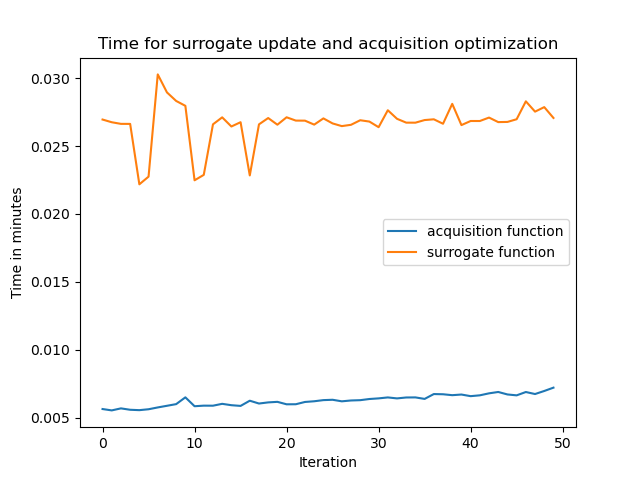 Time for surrogate update and acquisition optimization
0.030
0.025
0.020
0.015
0.010
0.005
Time in minutes
acquisition function
surrogate function
0 10 20 30 40 50
Iteration